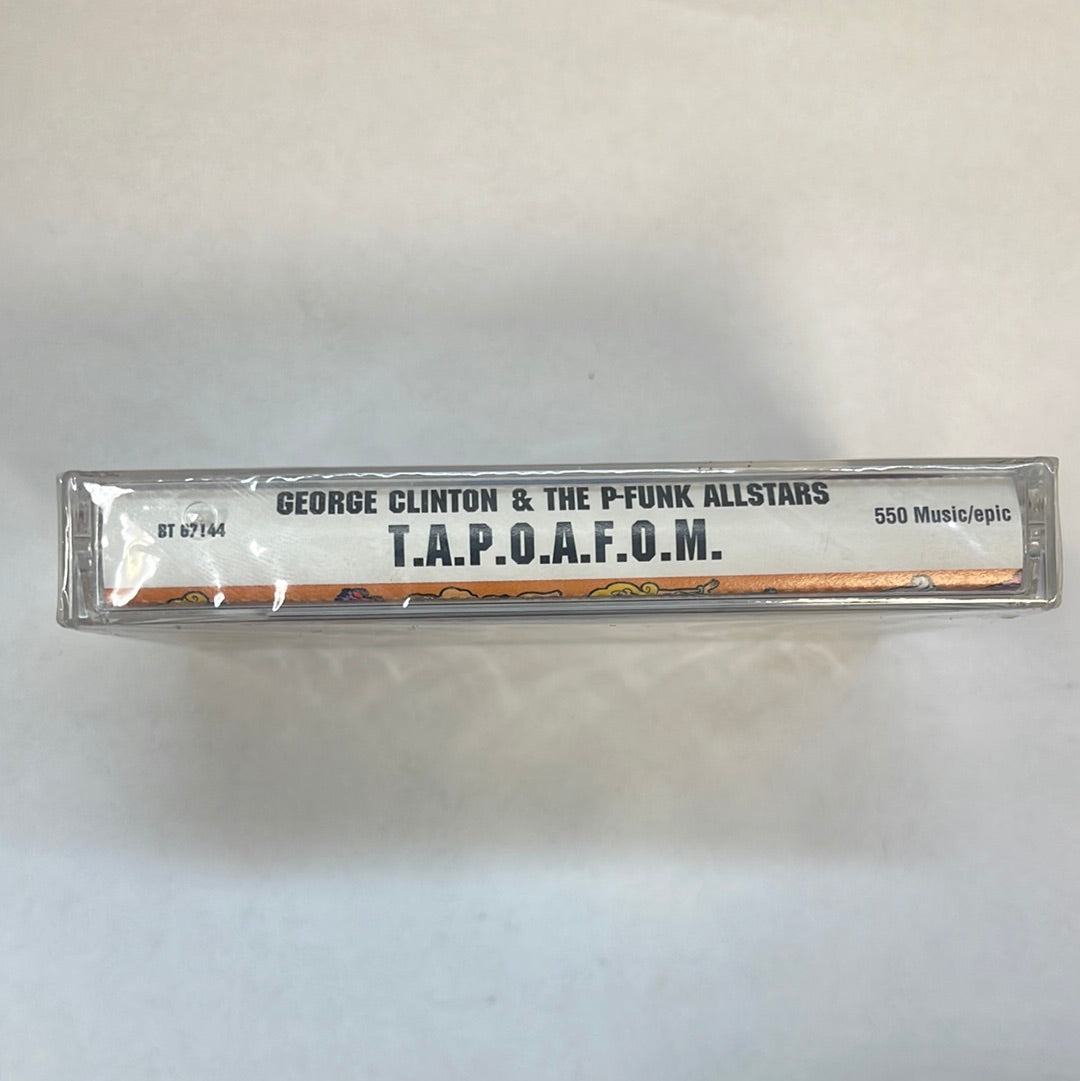 GEORGE CLINTON & THE P-FUNK ALLSTARS
BT 67144
T.A.P.O.A.F.O.M.
550 Music/epic